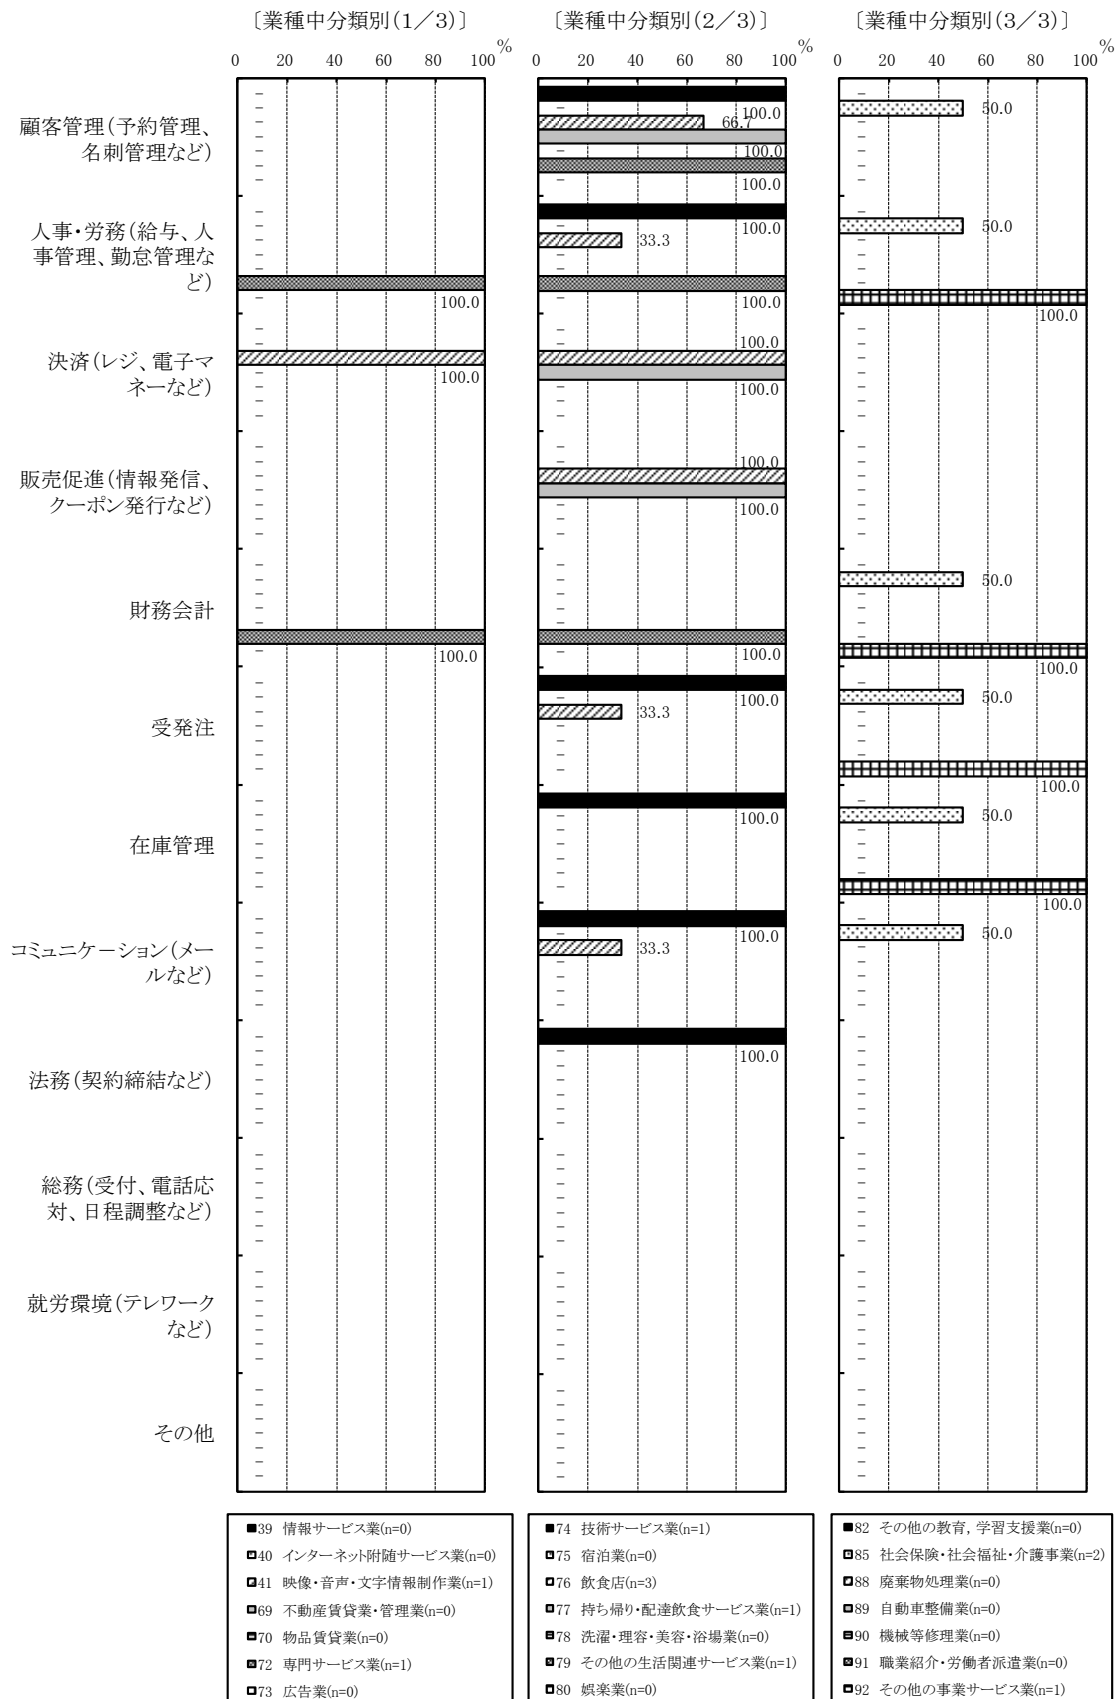 〔業種中分類別(1／3)〕
〔業種中分類別(2／3)〕
〔業種中分類別(3／3)〕
%
%
%
0 20 40 60 80 100
0 20 40 60 80 100
0 20 40 60 80 100
顧客管理(予約管理、
名刺管理など)
100.0
66.7
100.0
100.0
50.0
人事・労務(給与、人
事管理、勤怠管理な
ど)
100.0
100.0
33.3
100.0
50.0
100.0
決済(レジ、電子マ
ネーなど)
100.0
100.0
100.0
販売促進(情報発信、
クーポン発行など)
100.0
100.0
財務会計
100.0
100.0
50.0
100.0
受発注
100.0
33.3
50.0
100.0
在庫管理
100.0
50.0
100.0
コミュニケーション(メー
ルなど)
100.0
33.3
50.0
法務(契約締結など)
100.0
総務(受付、電話応
対、日程調整など)
就労環境(テレワーク
など)
その他
39 情報サービス業(n=0)
40 インターネット附随サービス業(n=0)
41 映像・音声・文字情報制作業(n=1)
69 不動産賃貸業・管理業(n=0)
70 物品賃貸業(n=0)
72 専門サービス業(n=1)
73 広告業(n=0)
74 技術サービス業(n=1)
75 宿泊業(n=0)
76 飲食店(n=3)
77 持ち帰り・配達飲食サービス業(n=1)
78 洗濯・理容・美容・浴場業(n=0)
79 その他の生活関連サービス業(n=1)
80 娯楽業(n=0)
82 その他の教育, 学習支援業(n=0)
85 社会保険・社会福祉・介護事業(n=2)
88 廃棄物処理業(n=0)
89 自動車整備業(n=0)
90 機械等修理業(n=0)
91 職業紹介・労働者派遣業(n=0)
92 その他の事業サービス業(n=1)